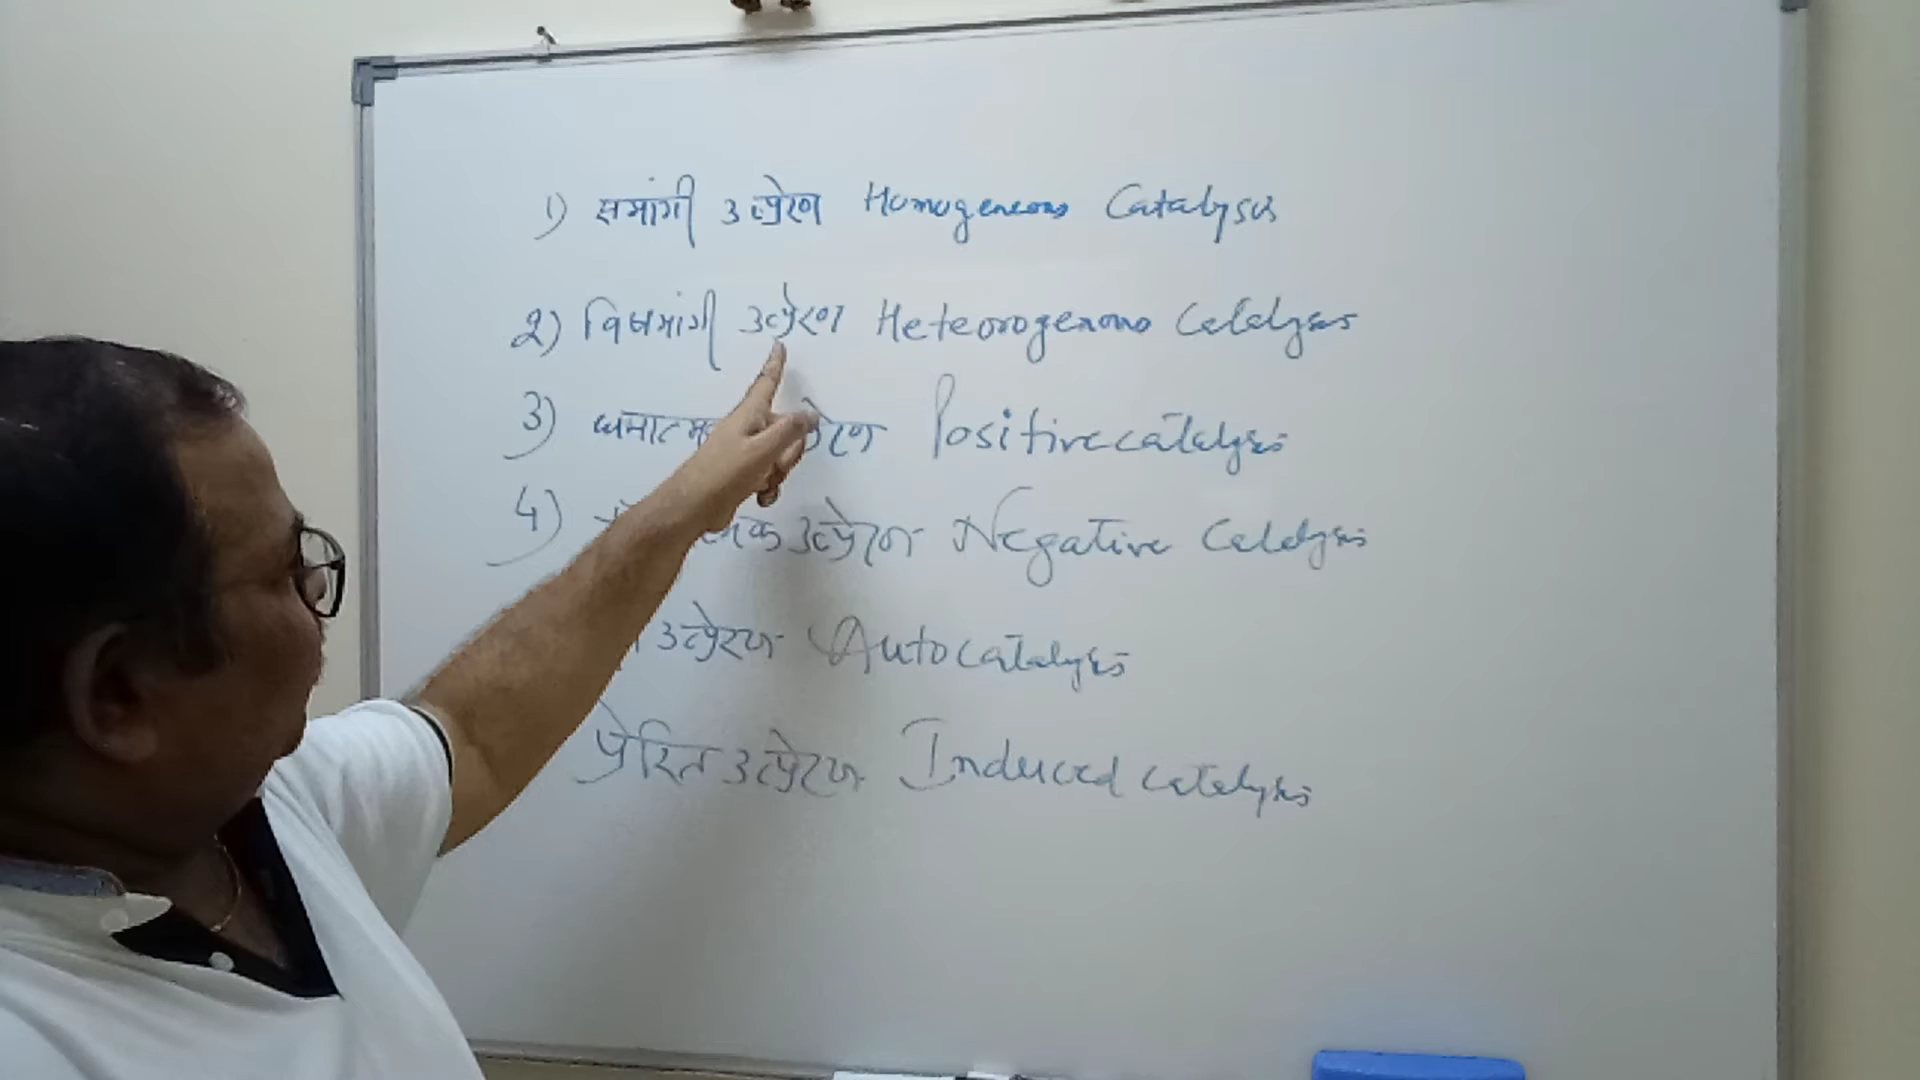 1) समांगी उत्प्रेरण Homogeneous Catalysis
2) विषमांगी उत्प्रेरण Heterogenous Catalysis
3) उत्प्रेरण Positive catalysis
4) उत्प्रेरण Negative Catalysis
उत्प्रेरण Autocatalysis
प्रेरित उत्प्रेरण Induced catalysis